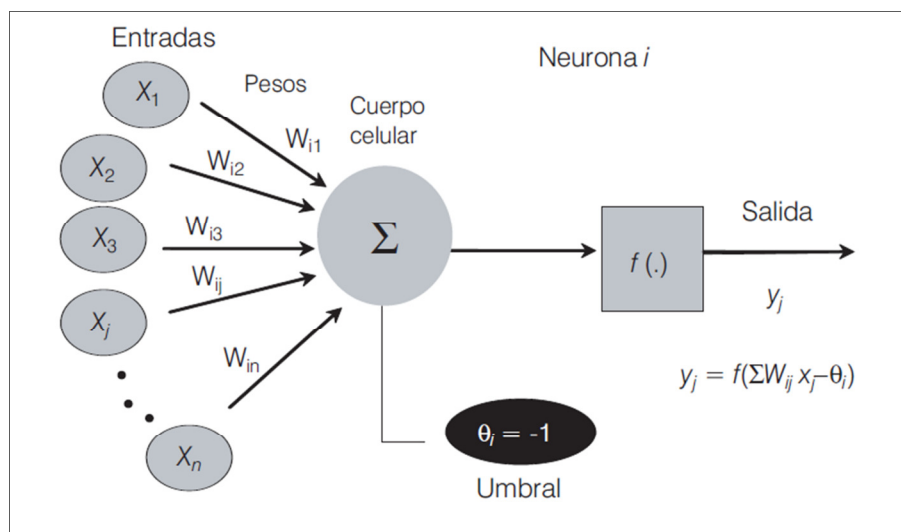 Entradas
Neurona i
X1
Pesos
Cuerpo
celular
Wi1
X2
Wi2
X3
Wi3
Σ
Salida
f (.)
Xj
Wij
yj
Win
yj = f(ΣWij xj–θi)
θi = -1
Xn
Umbral